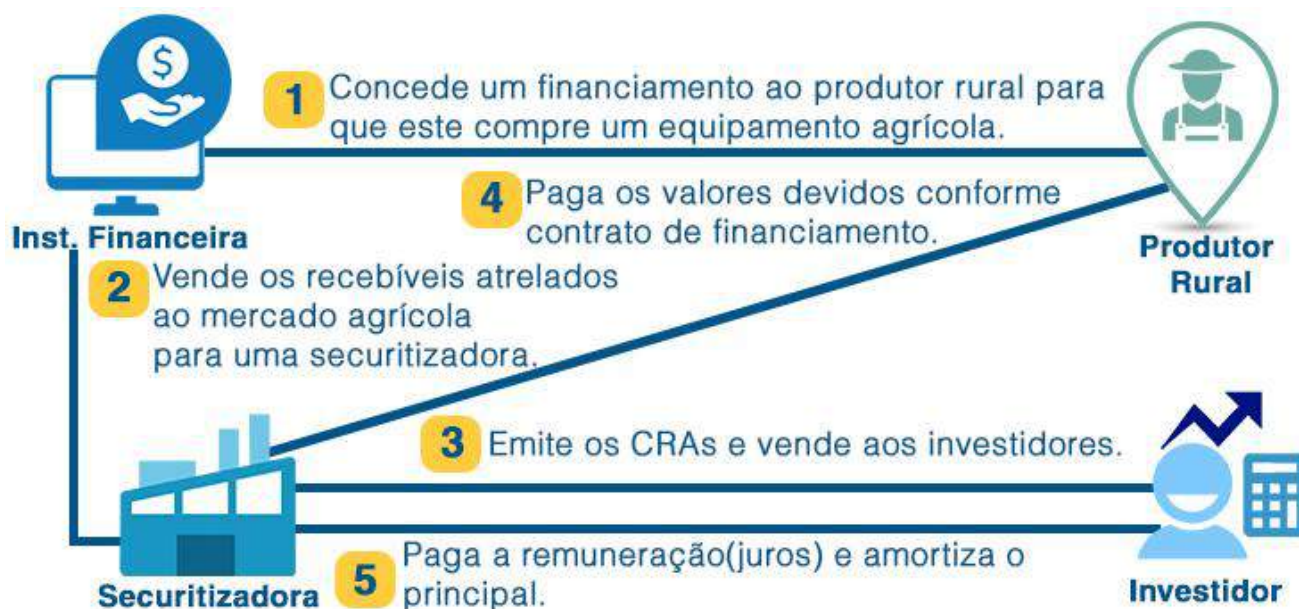 $
1 Concede um financiamento ao produtor rural para
que este compre um equipamento agrícola.
4 Paga os valores devidos conforme
contrato de financiamento.
Inst. Financeira
Produtor
Rural
2 Vende os recebíveis atrelados
ao mercado agrícola
para uma securitizadora.
3 Emite os CRAs e vende aos investidores.
5 Paga a remuneração(juros) e amortiza o
principal.
Securitizadora
Investidor